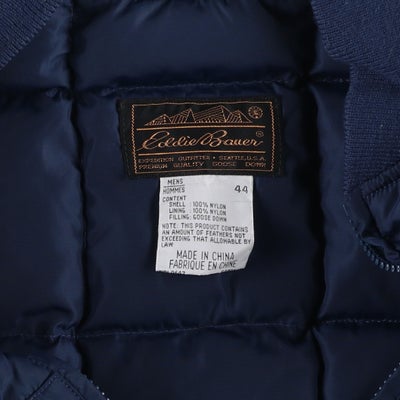 Eddie Bauer®
EXPEDITION OUTFITTER • SEATTLE, U.S.A.
PREMIUM QUALITY GOOSE DOWN
MENS
HOMMES 44
CONTENT
SHELL : 100% NYLON
LINING : 100% NYLON
FILLING: GOOSE DOWN
NOTE: THIS PRODUCT CONTAINS
AN AMOUNT OF FEATHERS NOT
EXCEEDING THAT ALLOWABLE BY
LAW
MADE IN CHINA
FABRIQUE EN CHINE